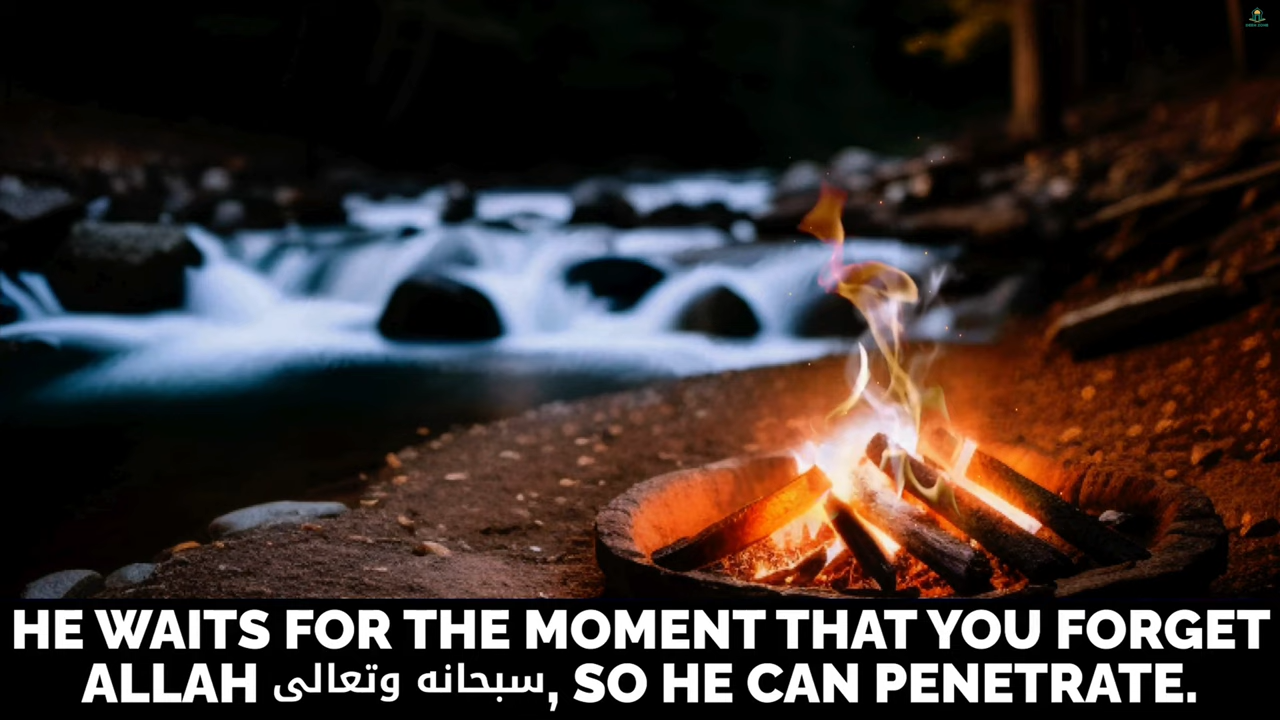 HE WAITS FOR THE MOMENT THAT YOU FORGET
ALLAH سبحانه وتعالى, SO HE CAN PENETRATE.